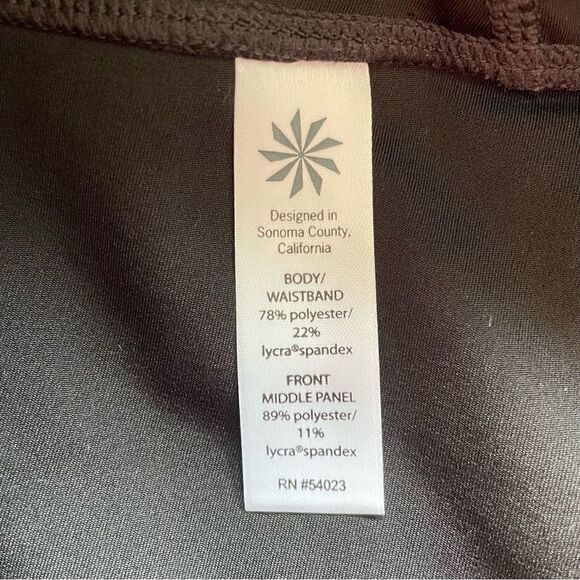 Designed in
Sonoma County,
California
BODY/
WAISTBAND
78% polyester/
22%
lycra®spandex
FRONT
MIDDLE PANEL
89% polyester/
11%
lycra®spandex
RN #54023